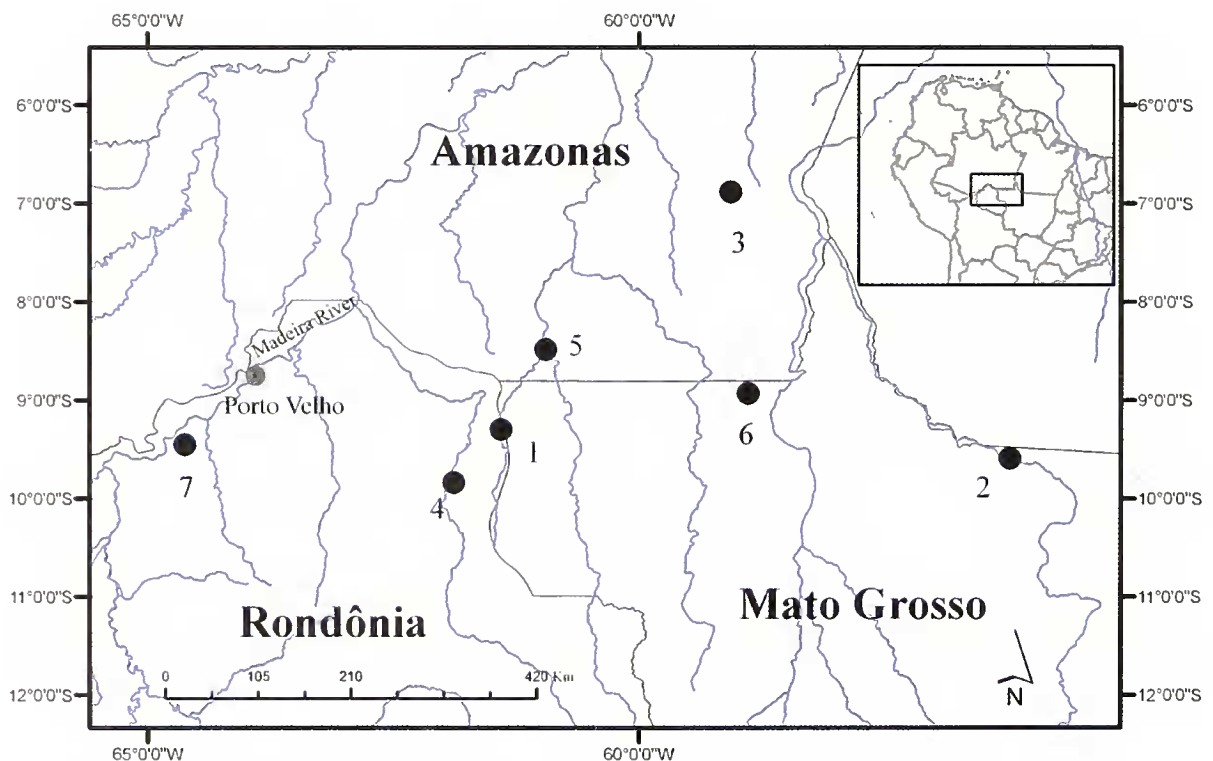 65°0'0"W 60°0'0"W
6°0'0"S 6°0'0"S
Amazonas
7°0'0"S 7°0'0"S
3
8°0'0"S 8°0'0"S
Madeira River
5
9°0'0"S 9°0'0"S
Porto Velho
6
1
7
2
4
10°0'0"S 10°0'0"S
11°0'0"S 11°0'0"S
Mato Grosso
Rondônia
0 105 210 420 Km
12°0'0"S 12°0'0"S
N
65°0'0"W 60°0'0"W